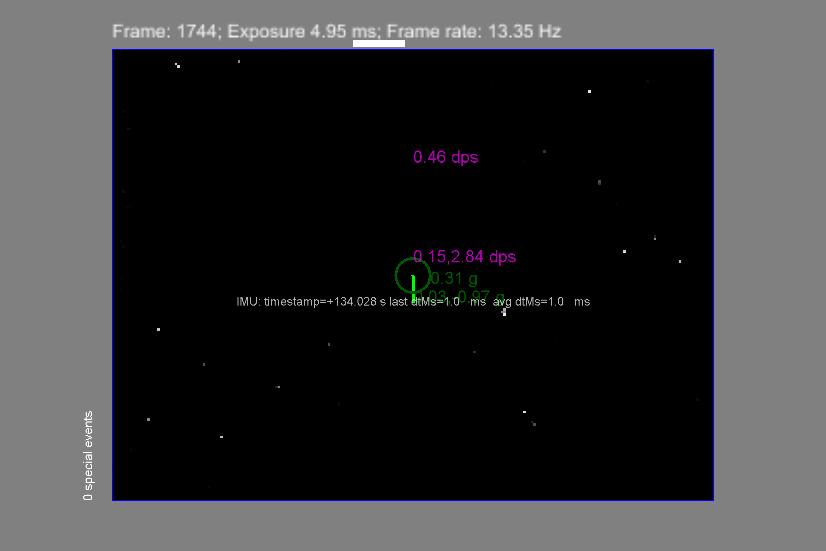 Frame: 1744; Exposure 4.95 ms; Frame rate: 13.35 Hz
0.46 dps
0.15,2.84 dps
0.31 g
0.97 g
IMU: timestamp=+134.028 s last dtMs=1.0 ms avg dtMs=1.0 ms
0 special events